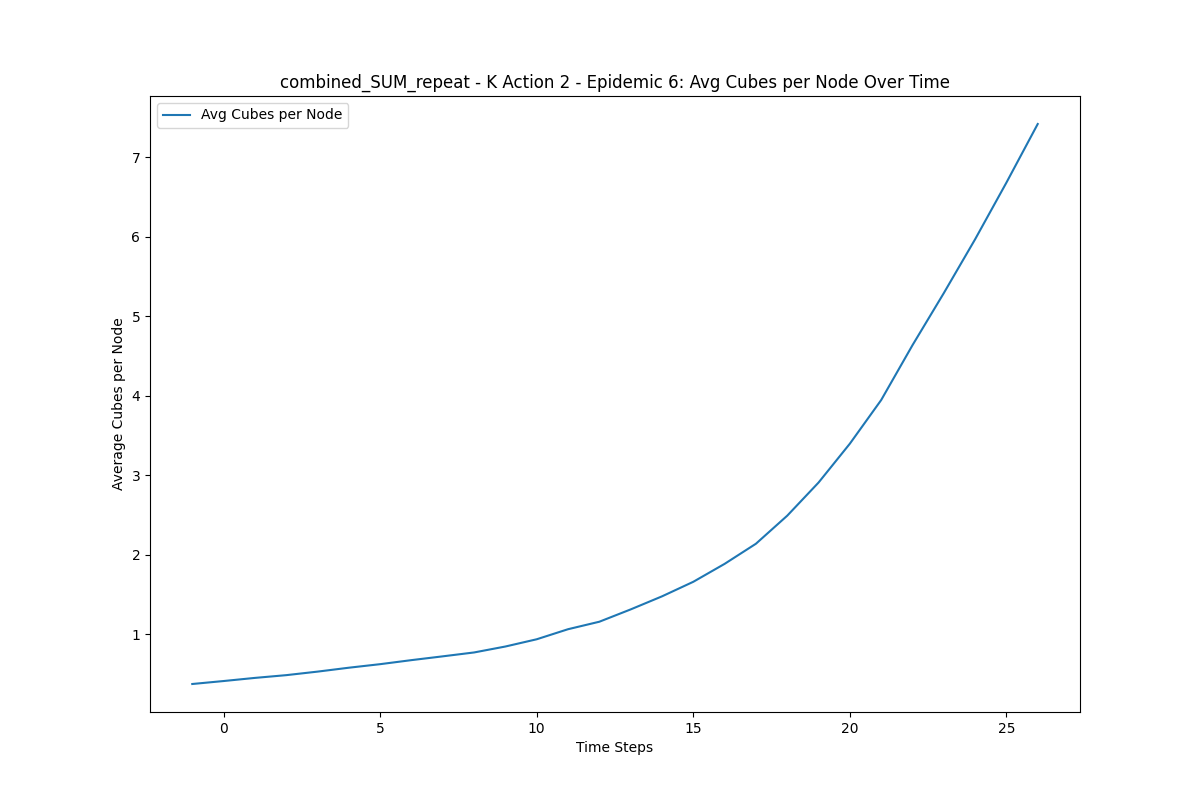 combined_SUM_repeat - K Action 2 - Epidemic 6: Avg Cubes per Node Over Time
Avg Cubes per Node
7
6
5
4
3
2
1
Average Cubes per Node
0 5 10 15 20 25
Time Steps